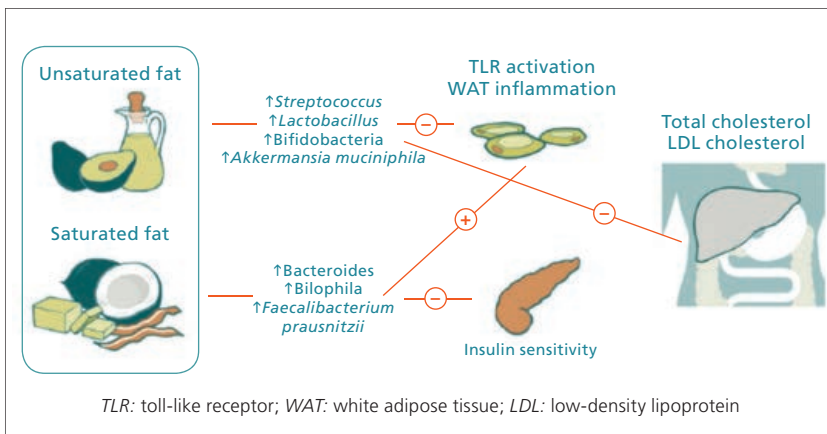 Unsaturated fat
↑Streptococcus
↑Lactobacillus
↑Bifidobacteria
↑Akkermansia muciniphila
−
TLR activation
WAT inflammation
Total cholesterol
LDL cholesterol
−
+
Saturated fat
↑Bacteroides
↑Bilophila
↑Faecalibacterium
prausnitzii
−
Insulin sensitivity
TLR: toll-like receptor; WAT: white adipose tissue; LDL: low-density lipoprotein